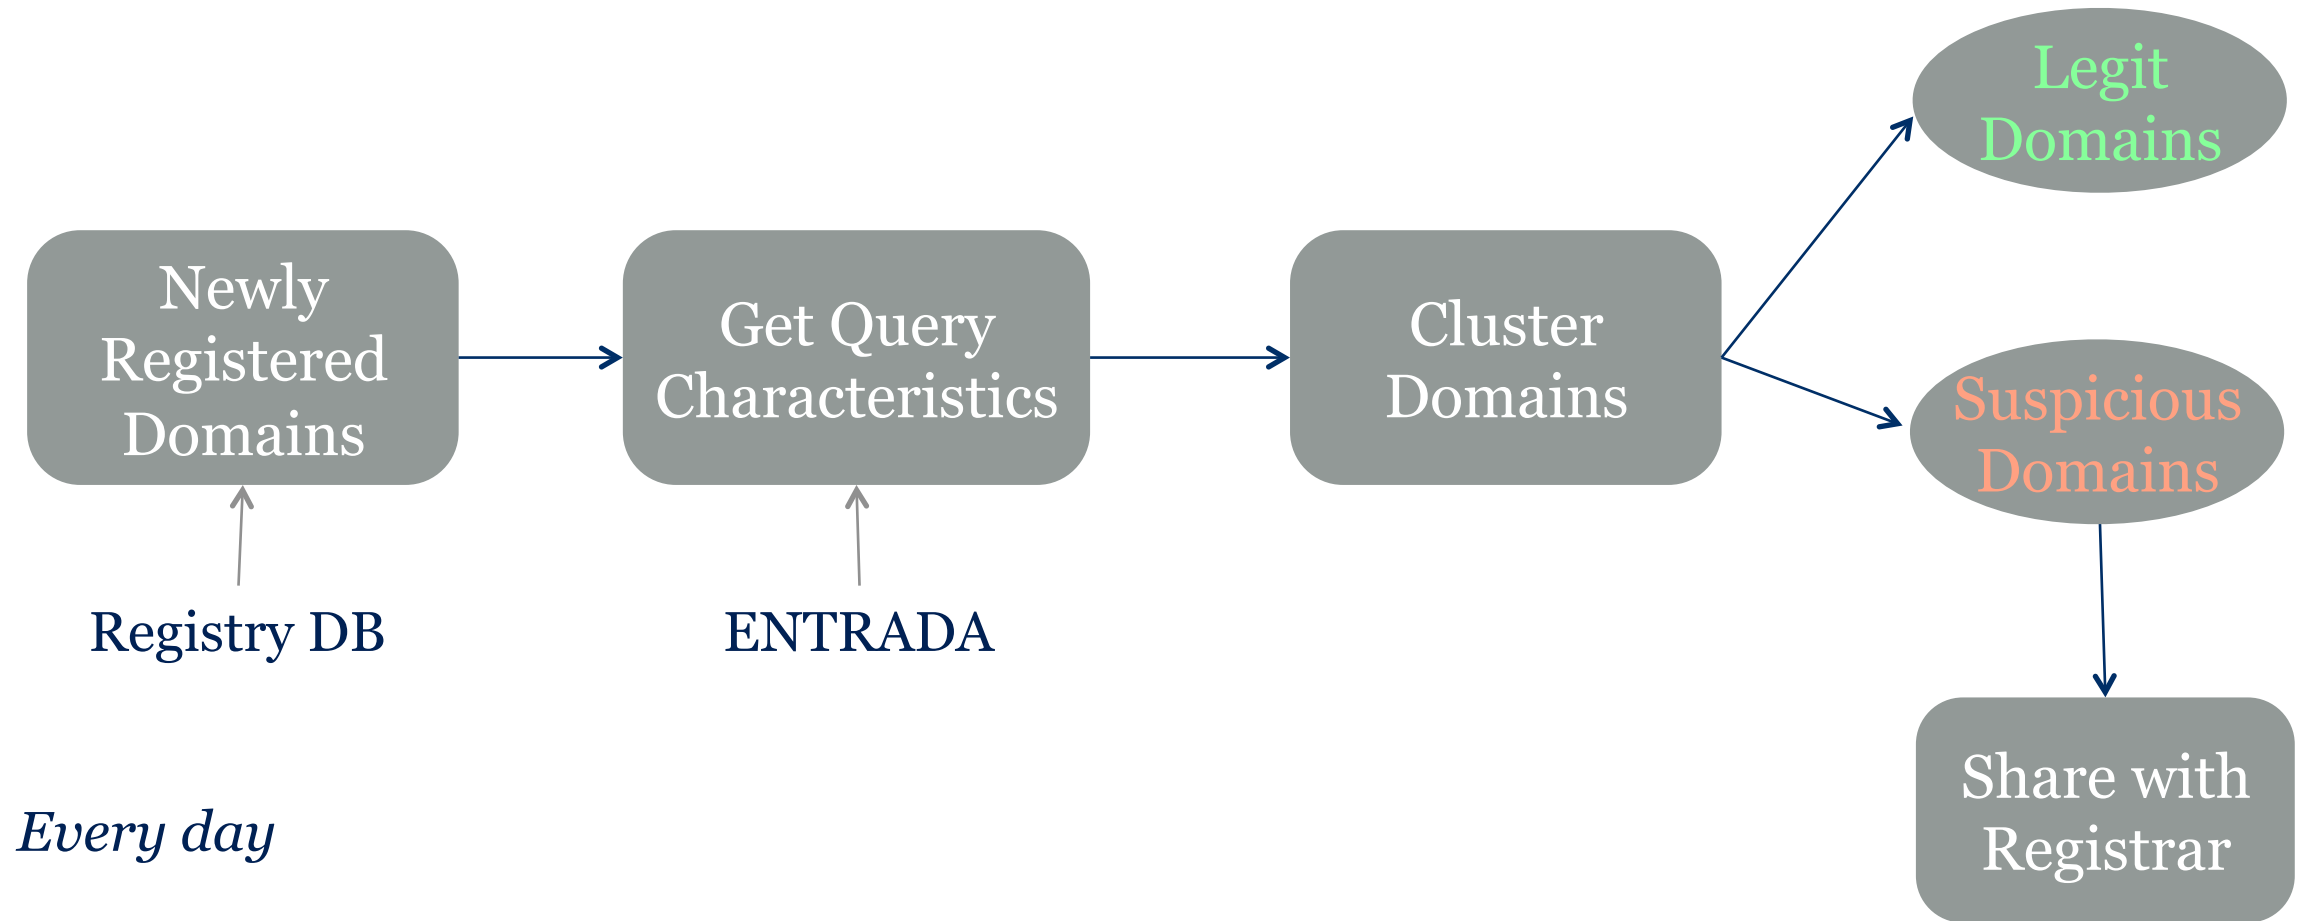 Newly
Registered
Domains
Get Query
Characteristics
Cluster
Domains
Legit
Domains
Suspicious
Domains
Registry DB
ENTRADA
Share with
Registrar
Every day